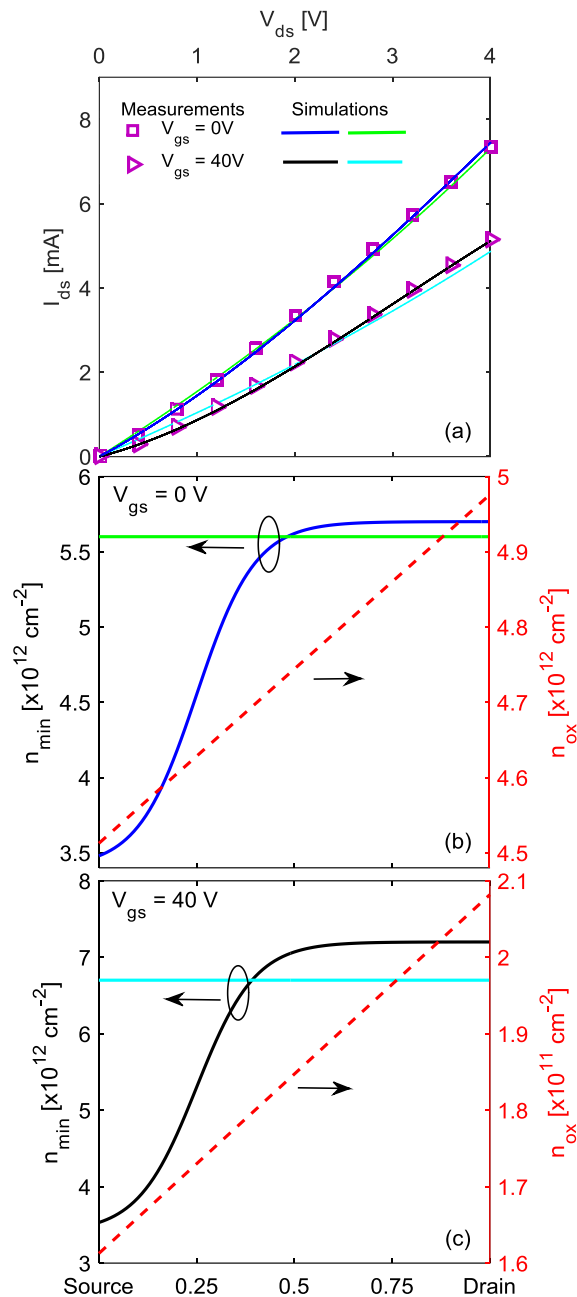 V_ds [V]
0 1 2 3 4
Measurements Simulations
V_gs = 0V
V_gs = 40V
8
6
4
2
0
I_ds [mA]
(a)
V_gs = 0 V
6
5.5
5
4.5
4
3.5
n_min [x10^12 cm^-2]
5
4.9
4.8
4.7
4.6
4.5
n_ox [x10^12 cm^-2]
(b)
V_gs = 40 V
8
7
6
5
4
3
n_min [x10^12 cm^-2]
2.1
2
1.9
1.8
1.7
1.6
n_ox [x10^11 cm^-2]
(c)
Source 0.25 0.5 0.75 Drain